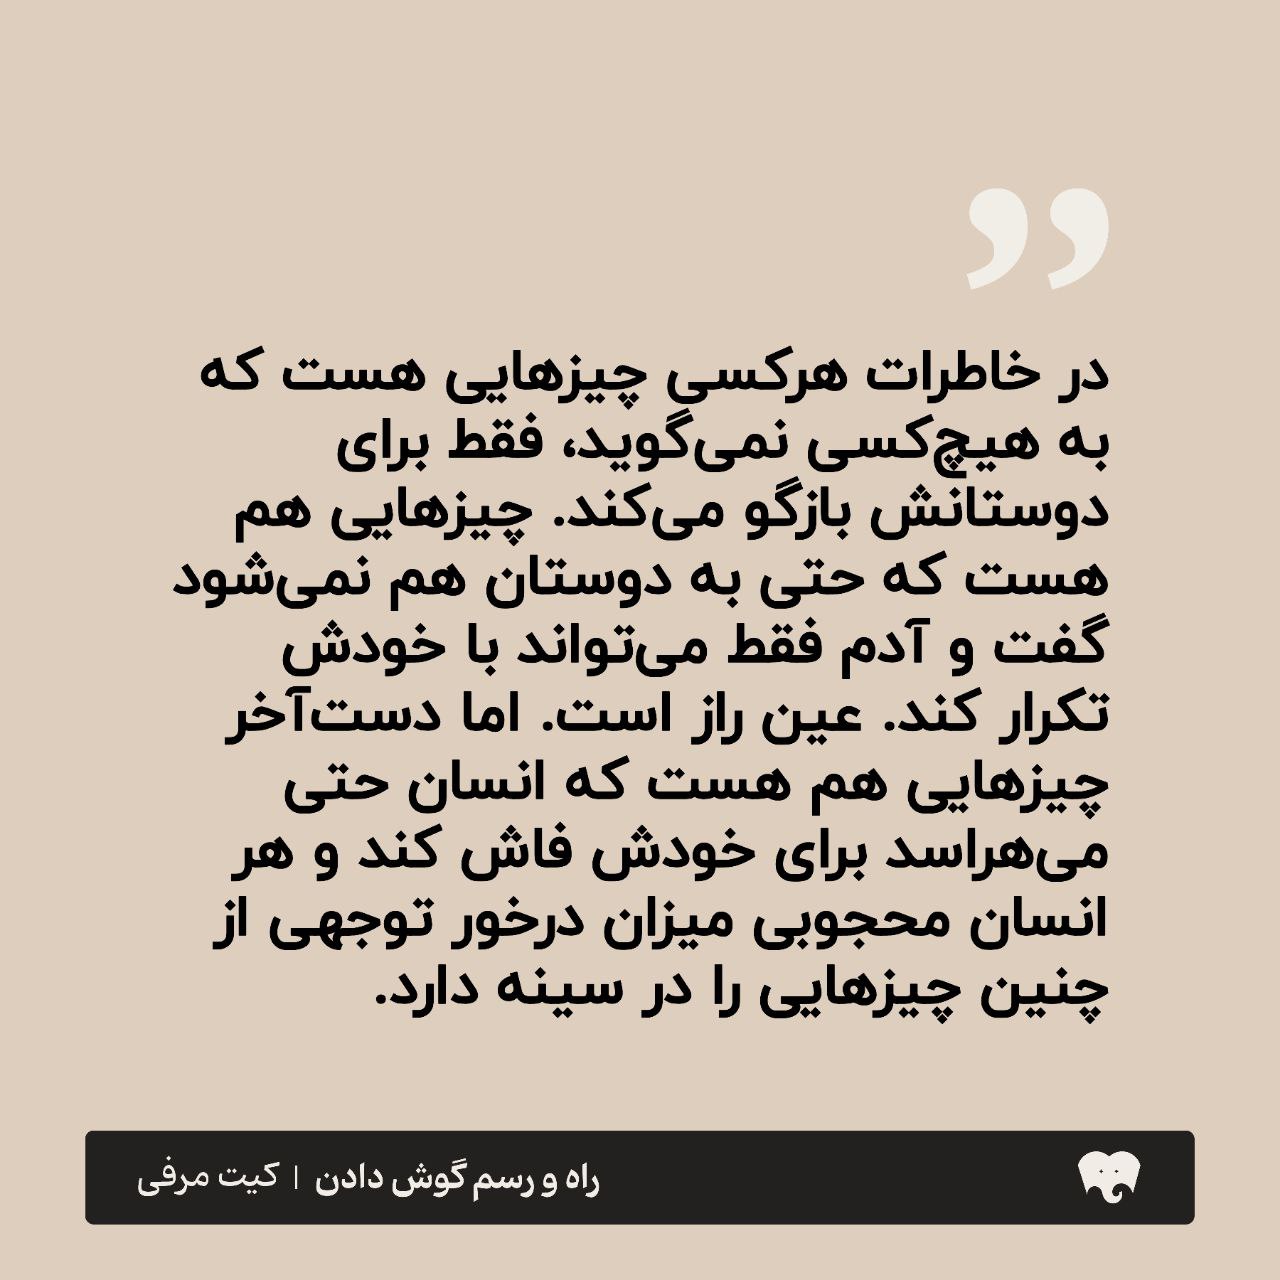 در خاطرات هرکسی چیزهایی هست که
به هیچ‌کسی نمی‌گوید، فقط برای
دوستانش بازگو می‌کند. چیزهایی هم
هست که حتی به دوستان هم نمی‌شود
گفت و آدم فقط می‌تواند با خودش
تکرار کند. عین راز است. اما دست‌آخر
چیزهایی هم هست که انسان حتی
می‌هراسد برای خودش فاش کند و هر
انسان محجوبی میزان درخور توجهی از
چنین چیزهایی را در سینه دارد.
راه و رسم گوش دادن | کیت مرفی